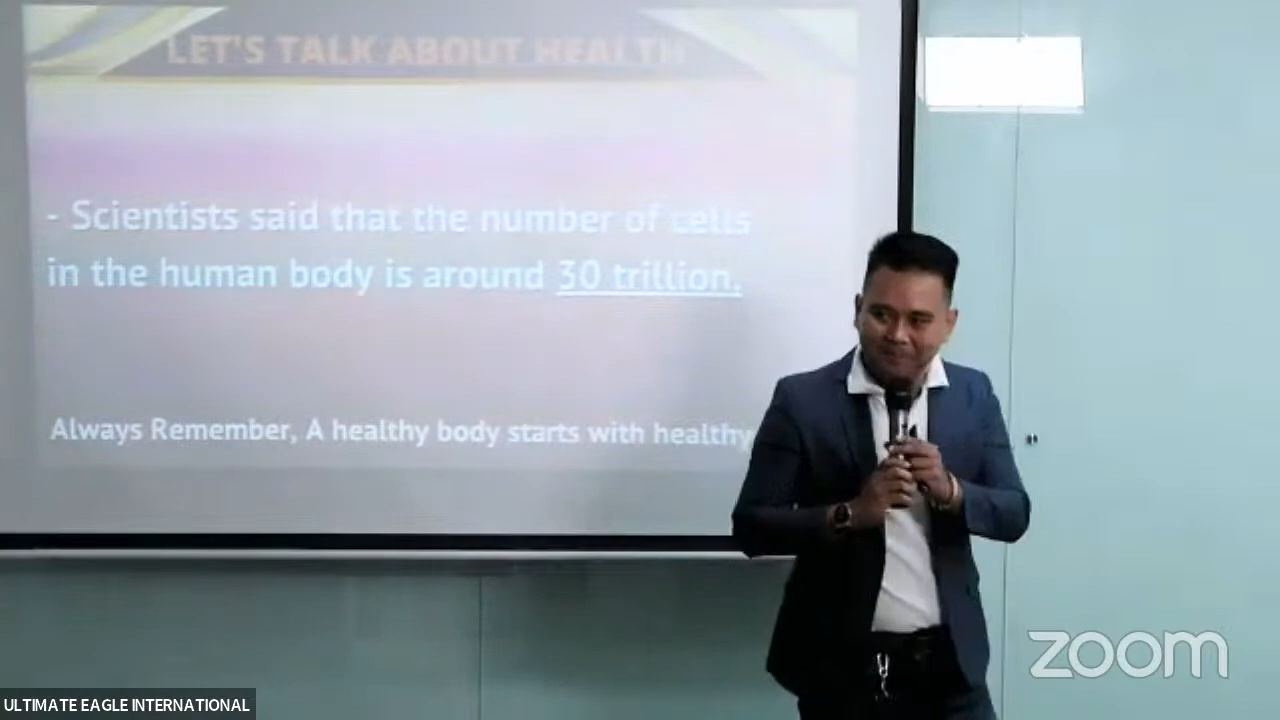 LET'S TALK ABOUT HEALTH
- Scientists said that the number of cells
in the human body is around 30 trillion.
Always Remember, A healthy body starts with healthy
zoom
ULTIMATE EAGLE INTERNATIONAL